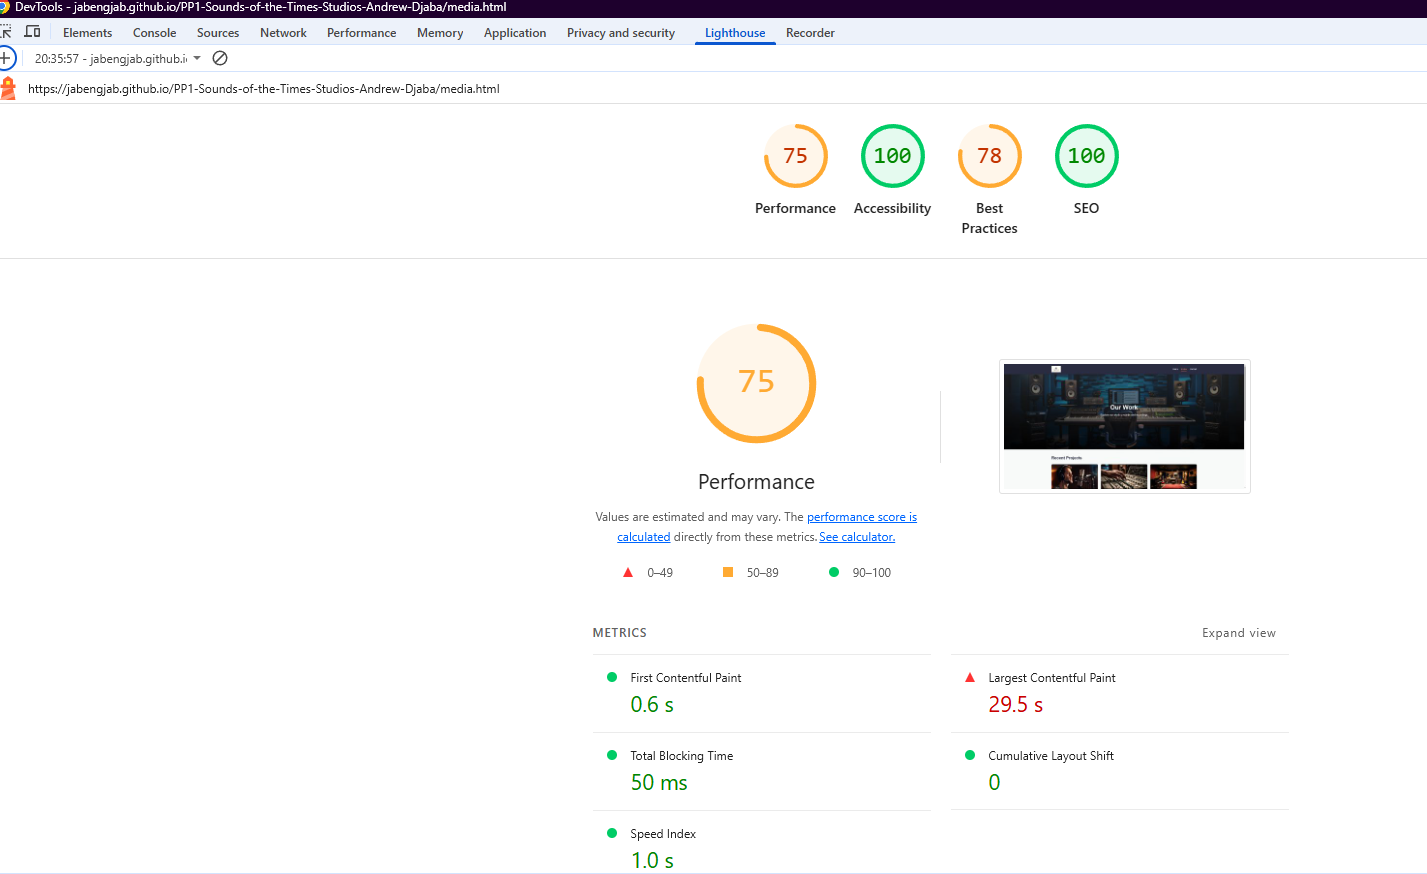 DevTools - jabengjab.github.io/PP1-Sounds-of-the-Times-Studios-Andrew-Djaba/media.html
Elements Console Sources Network Performance Memory Application Privacy and security Lighthouse Recorder
20:35:57 - jabengjab.github.i
https://jabengjab.github.io/PP1-Sounds-of-the-Times-Studios-Andrew-Djaba/media.html
75 100 78 100
Performance Accessibility Best Practices SEO
75
Performance
Values are estimated and may vary. The performance score is
calculated directly from these metrics. See calculator.
0–49 50–89 90–100
Our Work
Recent Projects
METRICS Expand view
First Contentful Paint
0.6 s
Largest Contentful Paint
29.5 s
Total Blocking Time
50 ms
Cumulative Layout Shift
0
Speed Index
1.0 s